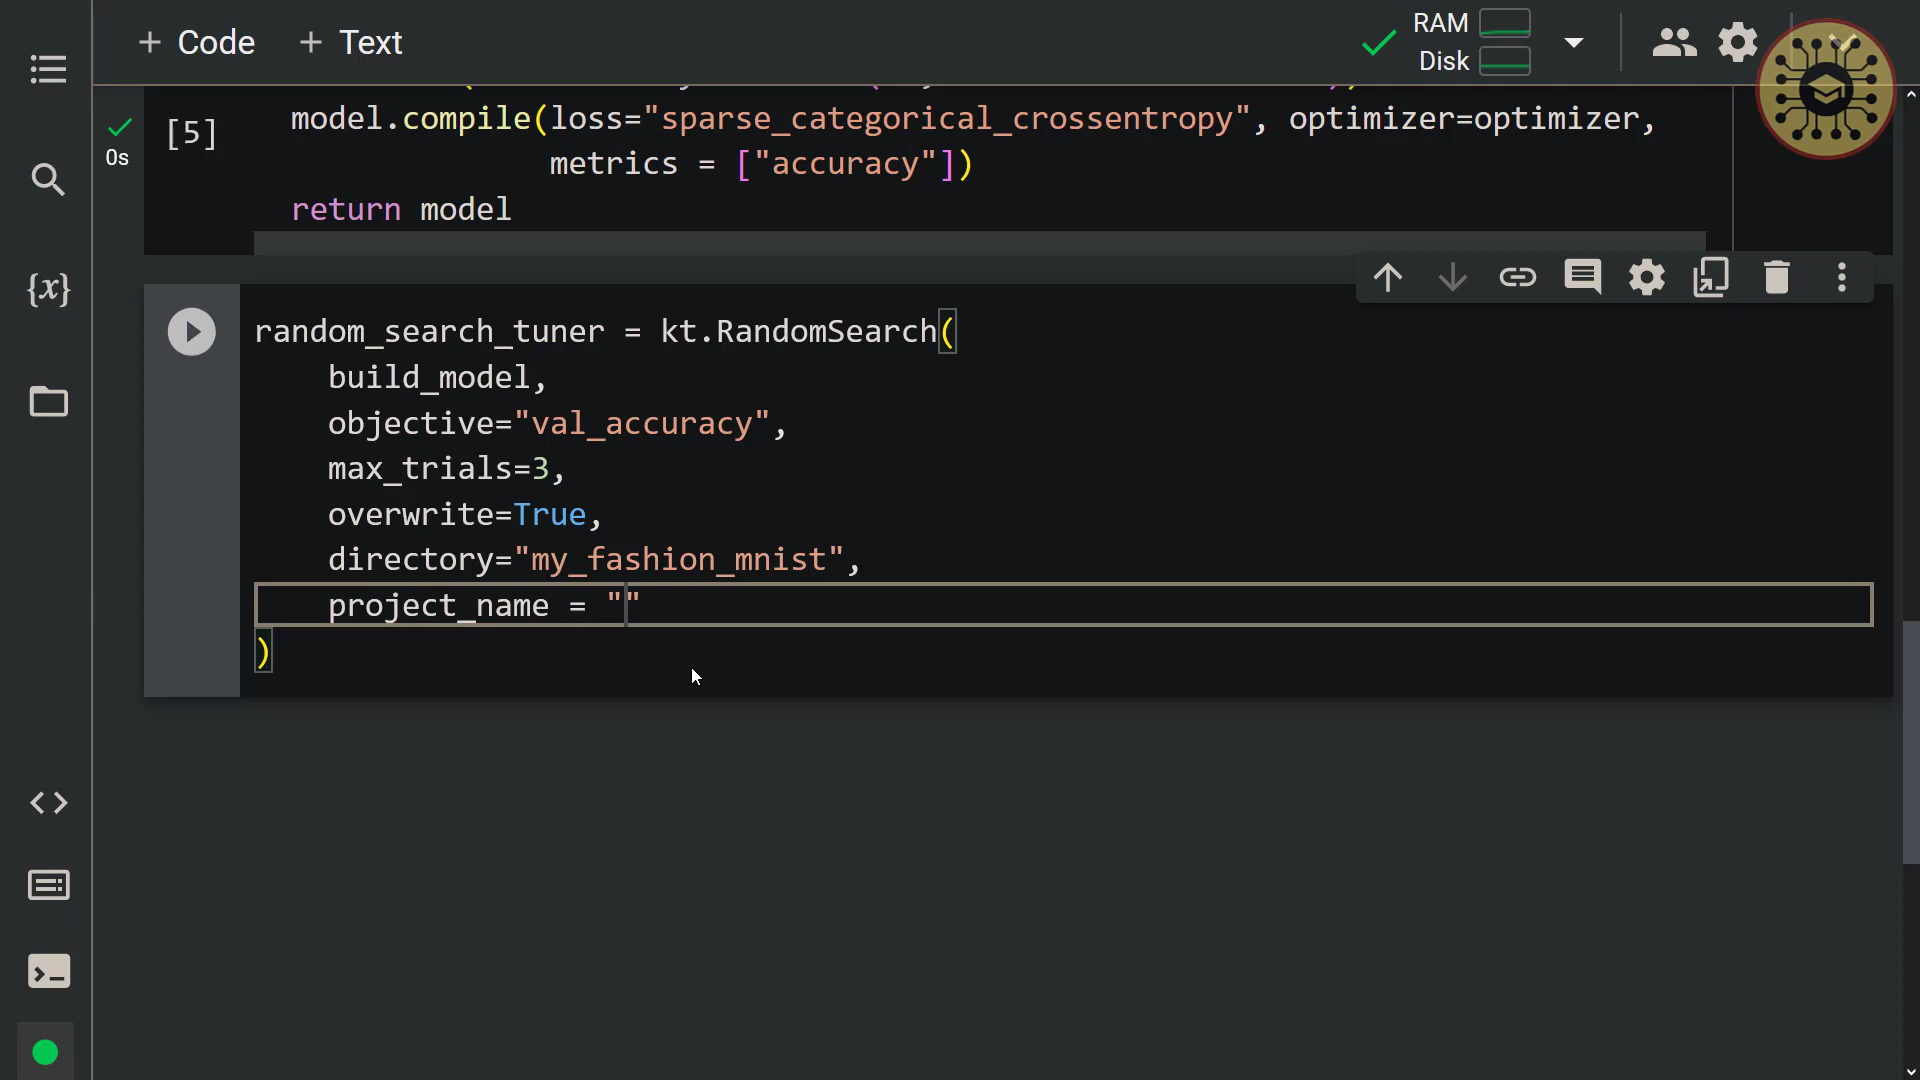 + Code + Text
RAM
Disk
0s
[5]
model.compile(loss="sparse_categorical_crossentropy", optimizer=optimizer,
metrics = ["accuracy"])
return model
{x}
random_search_tuner = kt.RandomSearch(
build_model,
objective="val_accuracy",
max_trials=3,
overwrite=True,
directory="my_fashion_mnist",
project_name = ""
)